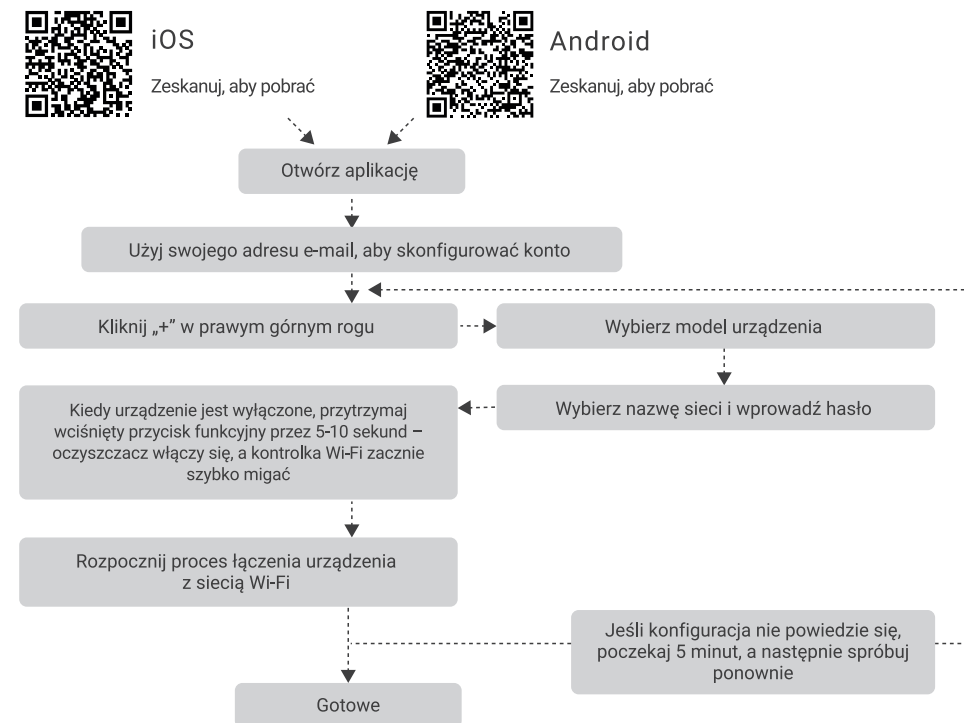 iOS
Zeskanuj, aby pobrać
Android
Zeskanuj, aby pobrać
Otwórz aplikację
Użyj swojego adresu e-mail, aby skonfigurować konto
Kliknij „+” w prawym górnym rogu
Wybierz model urządzenia
Wybierz nazwę sieci i wprowadź hasło
Kiedy urządzenie jest wyłączone, przytrzymaj
wciśnięty przycisk funkcyjny przez 5-10 sekund –
oczyszczacz włączy się, a kontrolka Wi-Fi zacznie
szybko migać
Rozpocznij proces łączenia urządzenia
z siecią Wi-Fi
Jeśli konfiguracja nie powiedzie się,
poczekaj 5 minut, a następnie spróbuj
ponownie
Gotowe